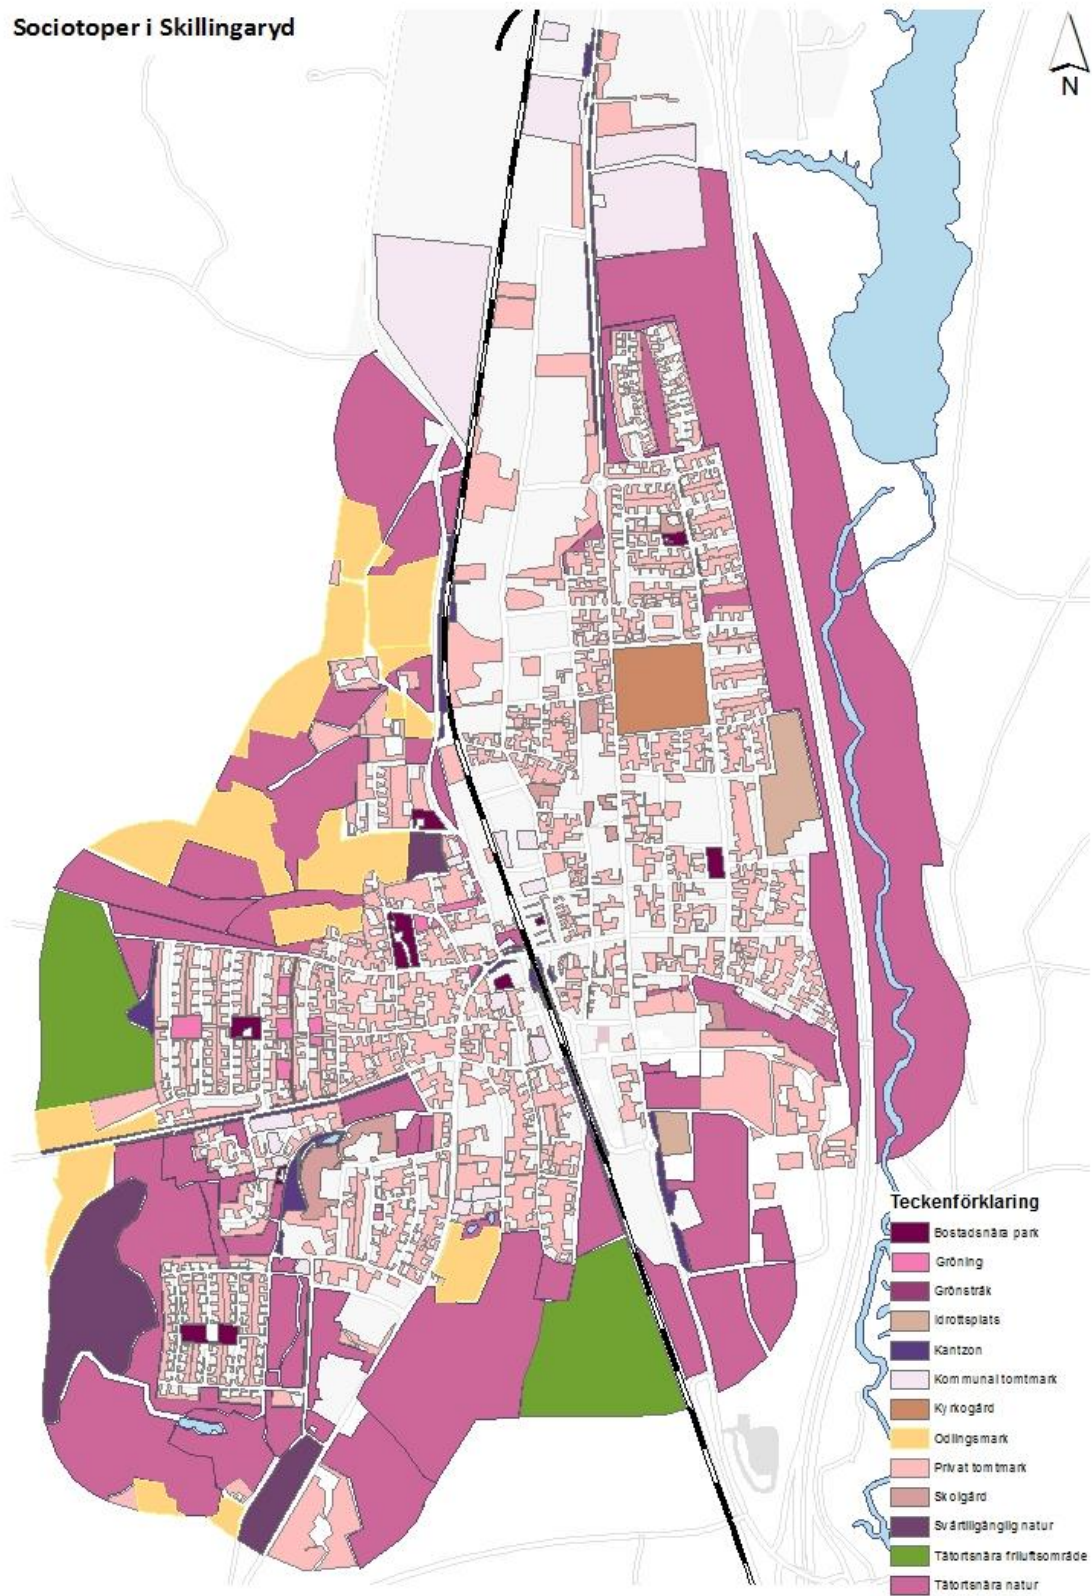 Sociotoper i Skillingaryd
N
Teckenförklaring
Bostadsnära park
Gröning
Grönstråk
Idrottsplats
Kantzon
Kommunal tomtmark
Kyrkogård
Odlingsmark
Privat tomtmark
Skolgård
Svårtillgänglig natur
Tätortsnära friluftsområde
Tätortsnära natur